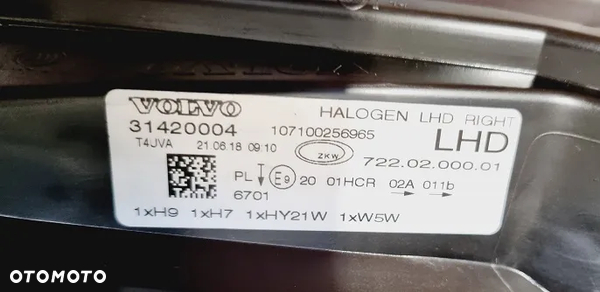 VOLVO HALOGEN LHD RIGHT
31420004 107100256965 LHD
T4JVA 21.06.18 09:10 ZKW 722.02.000.01
PL E9 20 01HCR 02A 011b
6701
1xH9 1xH7 1xHY21W 1xW5W
OTOMOTO
OTOMOTO